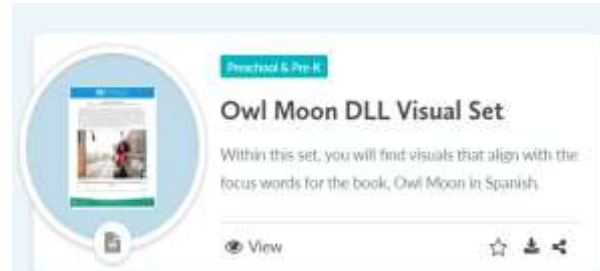 Preschool & Pre-K
Owl Moon DLL Visual Set
Within this set, you will find visuals that align with the
focus words for the book, Owl Moon in Spanish.
View